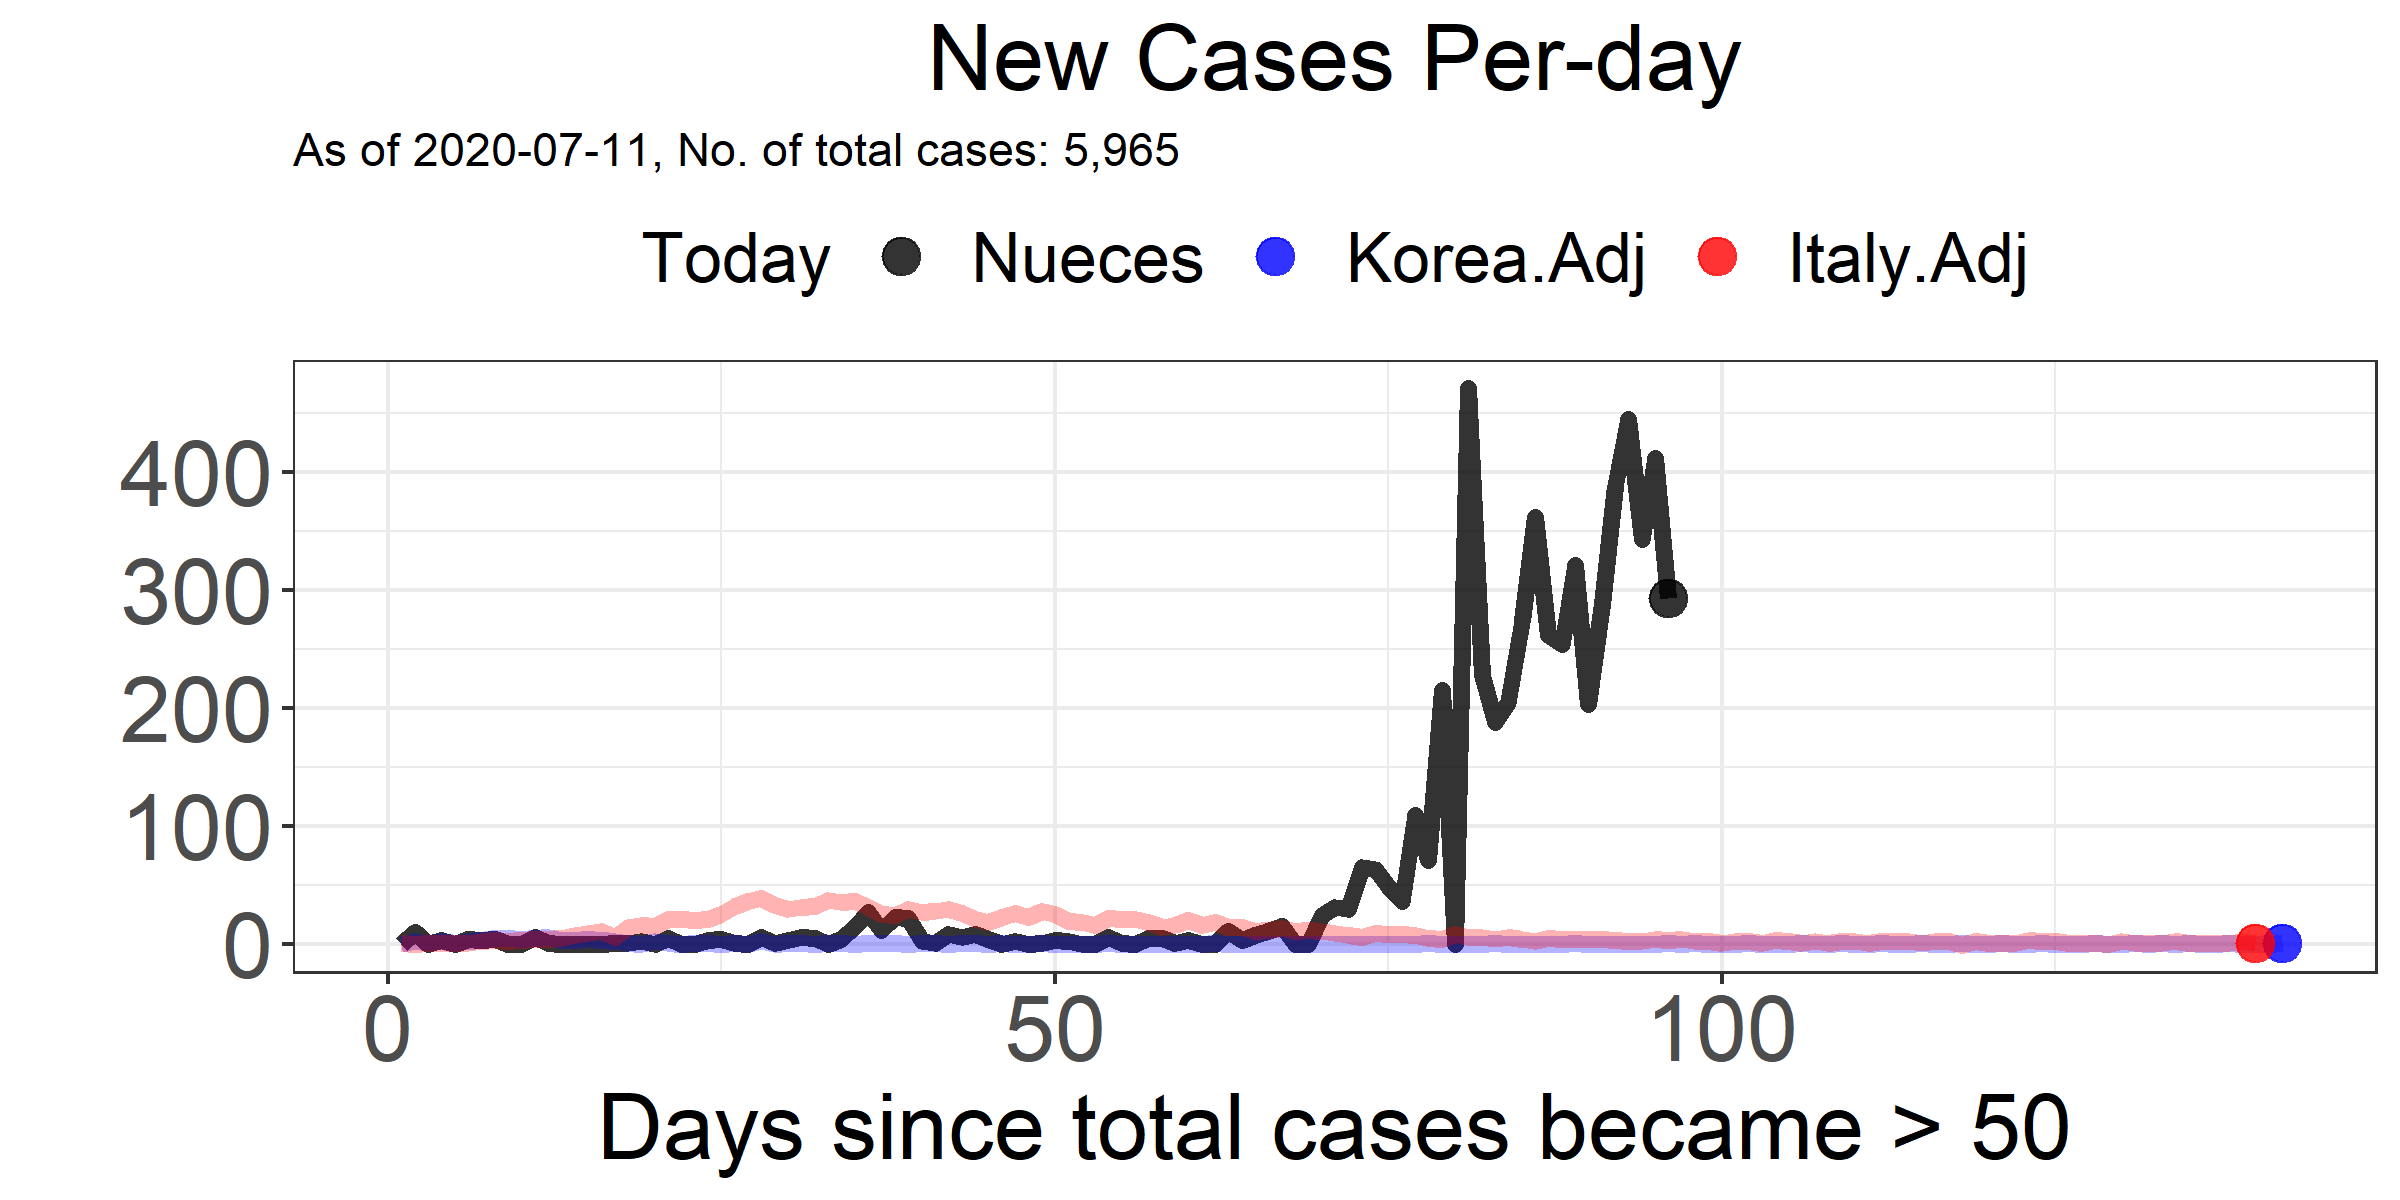 New Cases Per-day
As of 2020-07-11, No. of total cases: 5,965
Today Nueces Korea.Adj Italy.Adj
400
300
200
100
0
0 50 100
Days since total cases became > 50